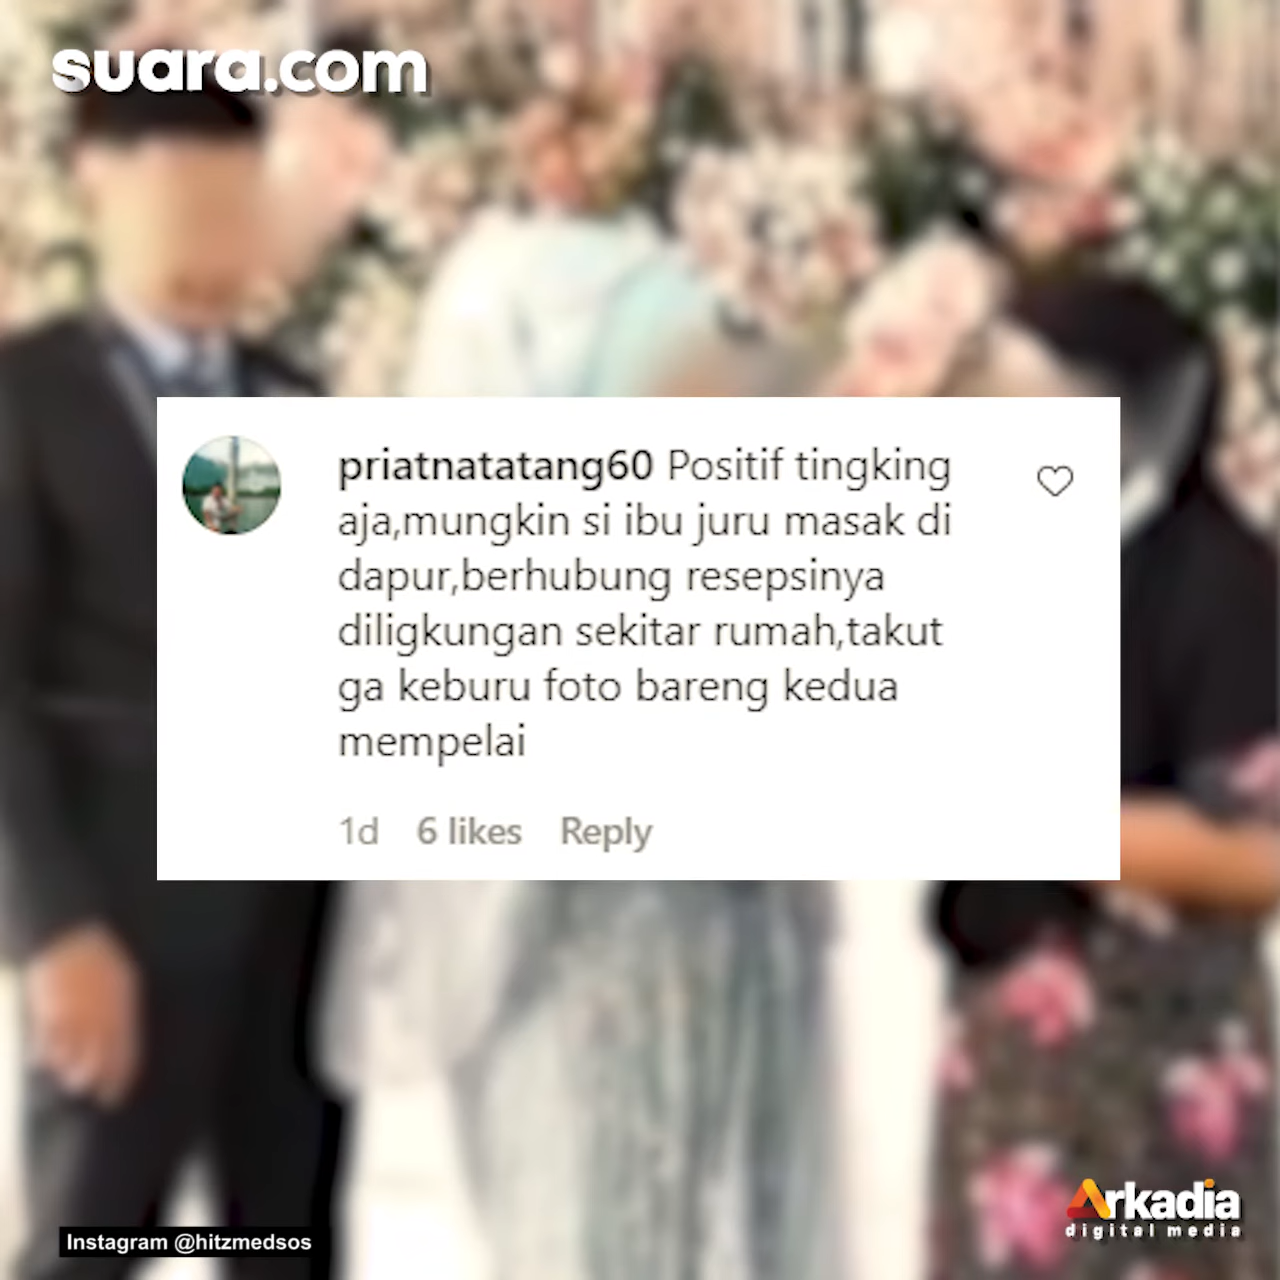 suara.com
priatnatatang60 Positif tingking
aja,mungkin si ibu juru masak di
dapur,berhubung resepsinya
diligkungan sekitar rumah,takut
ga keburu foto bareng kedua
mempelai
1d 6 likes Reply
Arkadia
digital media
Instagram @hitzmedsos